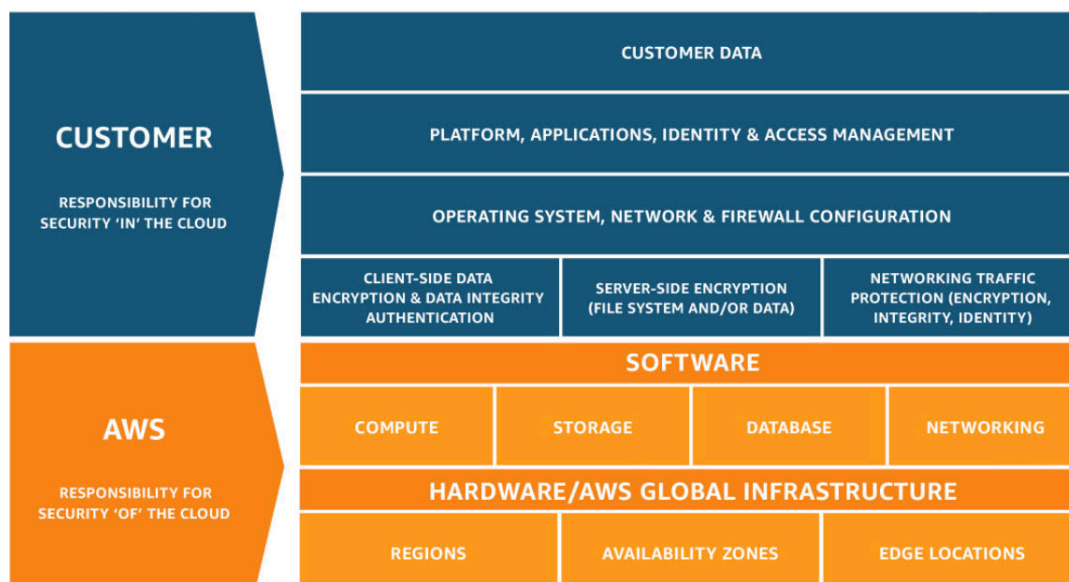 CUSTOMER
RESPONSIBILITY FOR
SECURITY ‘IN’ THE CLOUD
CUSTOMER DATA
PLATFORM, APPLICATIONS, IDENTITY & ACCESS MANAGEMENT
OPERATING SYSTEM, NETWORK & FIREWALL CONFIGURATION
CLIENT-SIDE DATA
ENCRYPTION & DATA INTEGRITY
AUTHENTICATION
SERVER-SIDE ENCRYPTION
(FILE SYSTEM AND/OR DATA)
NETWORKING TRAFFIC
PROTECTION (ENCRYPTION,
INTEGRITY, IDENTITY)
AWS
RESPONSIBILITY FOR
SECURITY ‘OF’ THE CLOUD
SOFTWARE
COMPUTE
STORAGE
DATABASE
NETWORKING
HARDWARE/AWS GLOBAL INFRASTRUCTURE
REGIONS
AVAILABILITY ZONES
EDGE LOCATIONS